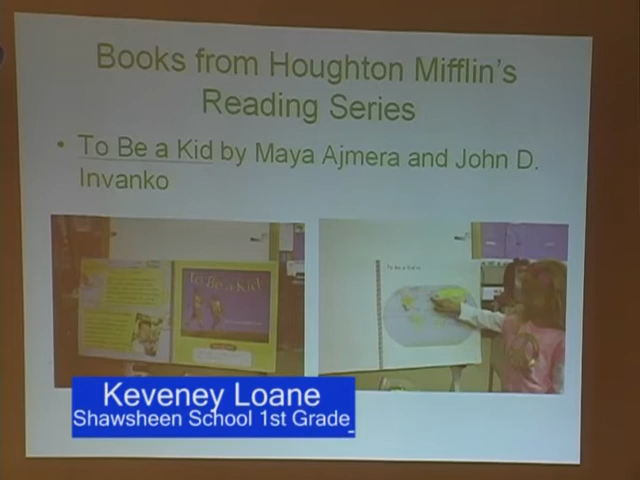 Books from Houghton Mifflin's
Reading Series
• To Be a Kid by Maya Ajmera and John D.
Invanko
To Be a Kid
Keveney Loane
Shawsheen School 1st Grade